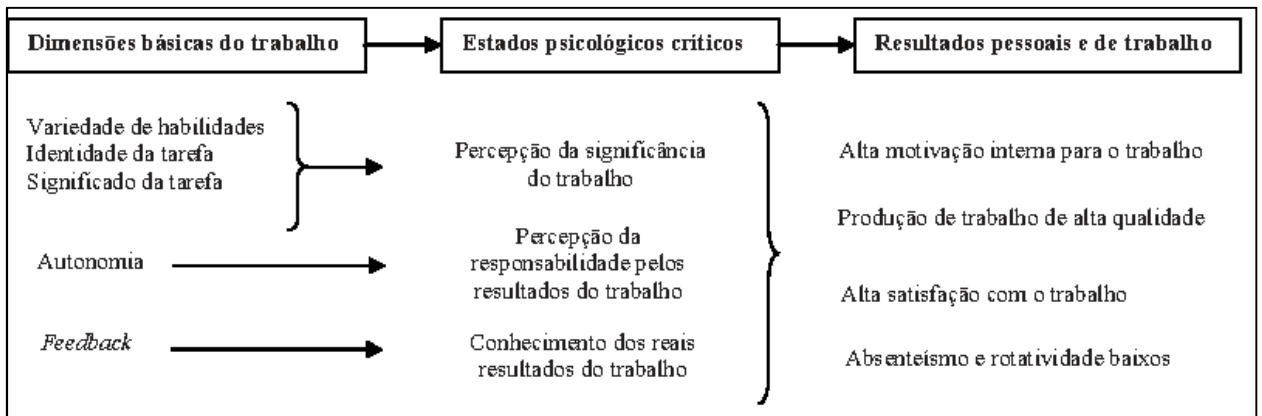 Dimensões básicas do trabalho
Estados psicológicos críticos
Resultados pessoais e de trabalho
Variedade de habilidades
Identidade da tarefa
Significado da tarefa
Percepção da significância
do trabalho
Alta motivação interna para o trabalho
Produção de trabalho de alta qualidade
Autonomia
Percepção da
responsabilidade pelos
resultados do trabalho
Alta satisfação com o trabalho
Feedback
Conhecimento dos reais
resultados do trabalho
Absenteísmo e rotatividade baixos